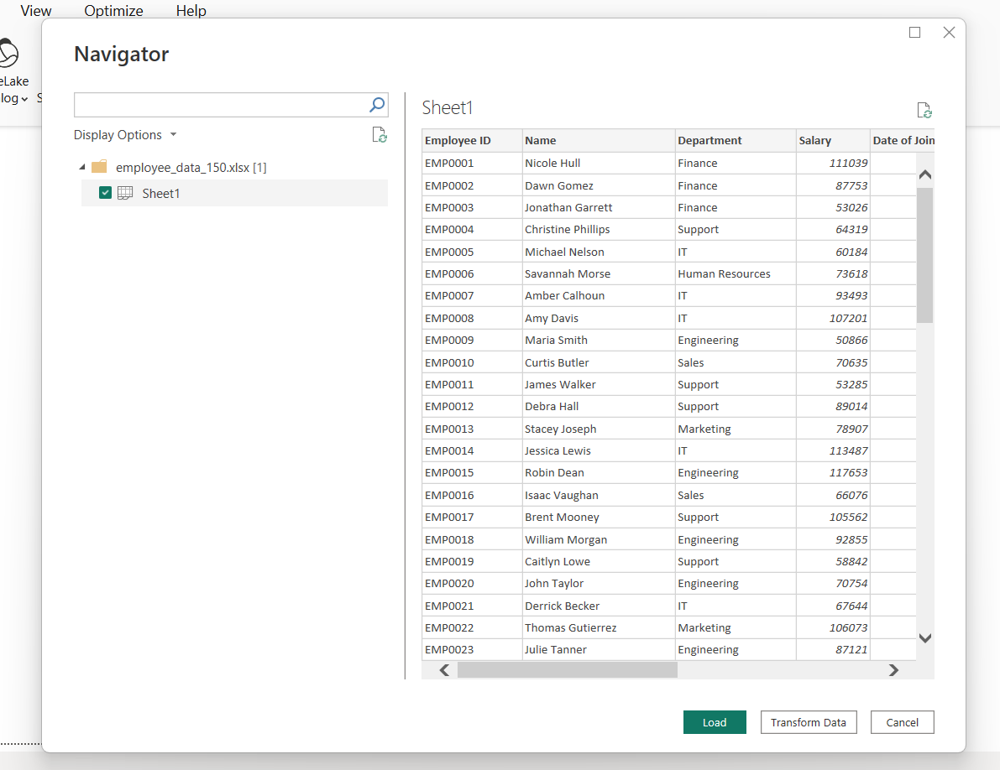 View Optimize Help
Navigator
eLake
log S
Display Options
employee_data_150.xlsx [1]
Sheet1
Sheet1
Employee ID Name Department Salary Date of Join
EMP0001 Nicole Hull Finance 111039
EMP0002 Dawn Gomez Finance 87753
EMP0003 Jonathan Garrett Finance 53026
EMP0004 Christine Phillips Support 64319
EMP0005 Michael Nelson IT 60184
EMP0006 Savannah Morse Human Resources 73618
EMP0007 Amber Calhoun IT 93493
EMP0008 Amy Davis IT 107201
EMP0009 Maria Smith Engineering 50866
EMP0010 Curtis Butler Sales 70635
EMP0011 James Walker Support 53285
EMP0012 Debra Hall Support 89014
EMP0013 Stacey Joseph Marketing 78907
EMP0014 Jessica Lewis IT 113487
EMP0015 Robin Dean Engineering 117653
EMP0016 Isaac Vaughan Sales 66076
EMP0017 Brent Mooney Support 105562
EMP0018 William Morgan Engineering 92855
EMP0019 Caitlyn Lowe Support 58842
EMP0020 John Taylor Engineering 70754
EMP0021 Derrick Becker IT 67644
EMP0022 Thomas Gutierrez Marketing 106073
EMP0023 Julie Tanner Engineering 87121
Load Transform Data Cancel